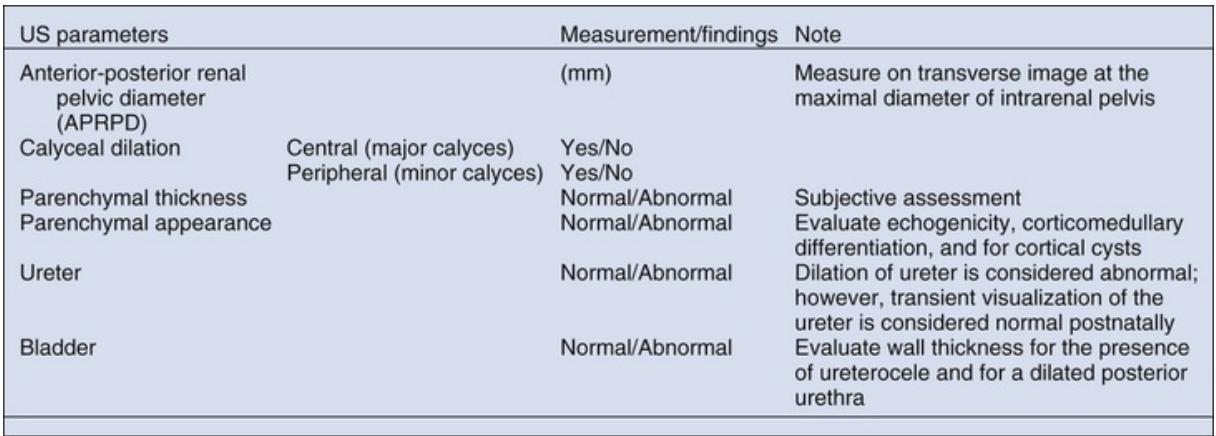 US parameters Measurement/findings Note
Anterior-posterior renal (mm) Measure on transverse image at the
pelvic diameter maximal diameter of intrarenal pelvis
(APRPD)
Calyceal dilation Central (major calyces) Yes/No
Peripheral (minor calyces) Yes/No
Parenchymal thickness Normal/Abnormal Subjective assessment
Parenchymal appearance Normal/Abnormal Evaluate echogenicity, corticomedullary
differentiation, and for cortical cysts
Ureter Normal/Abnormal Dilation of ureter is considered abnormal;
however, transient visualization of the
ureter is considered normal postnatally
Bladder Normal/Abnormal Evaluate wall thickness for the presence
of ureterocele and for a dilated posterior
urethra